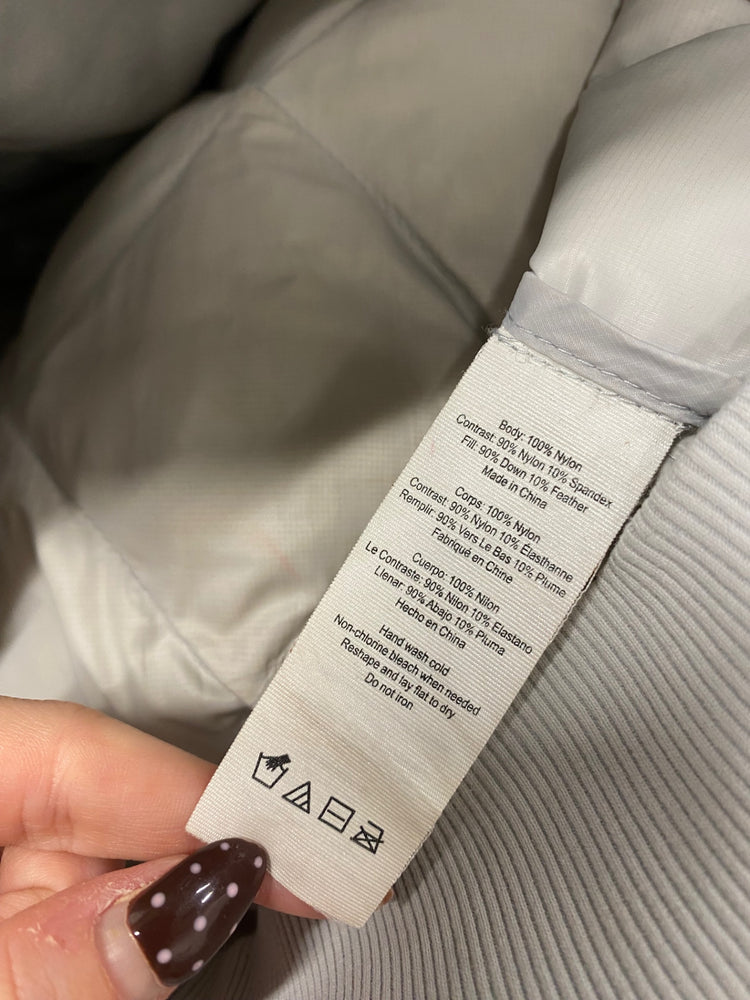 Body: 100% Nylon
Contrast: 90% Nylon 10% Spandex
Fill: 90% Down 10% Feather
Made in China
Corps: 100% Nylon
Contrast: 90% Nylon 10% Élasthanne
Remplir: 90% Vers Le Bas 10% Plume
Fabriqué en Chine
Cuerpo: 100% Nilon
Le Contraste: 90% Nilon 10% Elastano
Llenar: 90% Abajo 10% Pluma
Hecho en China
Hand wash cold
Non-chlorine bleach when needed
Reshape and lay flat to dry
Do not iron